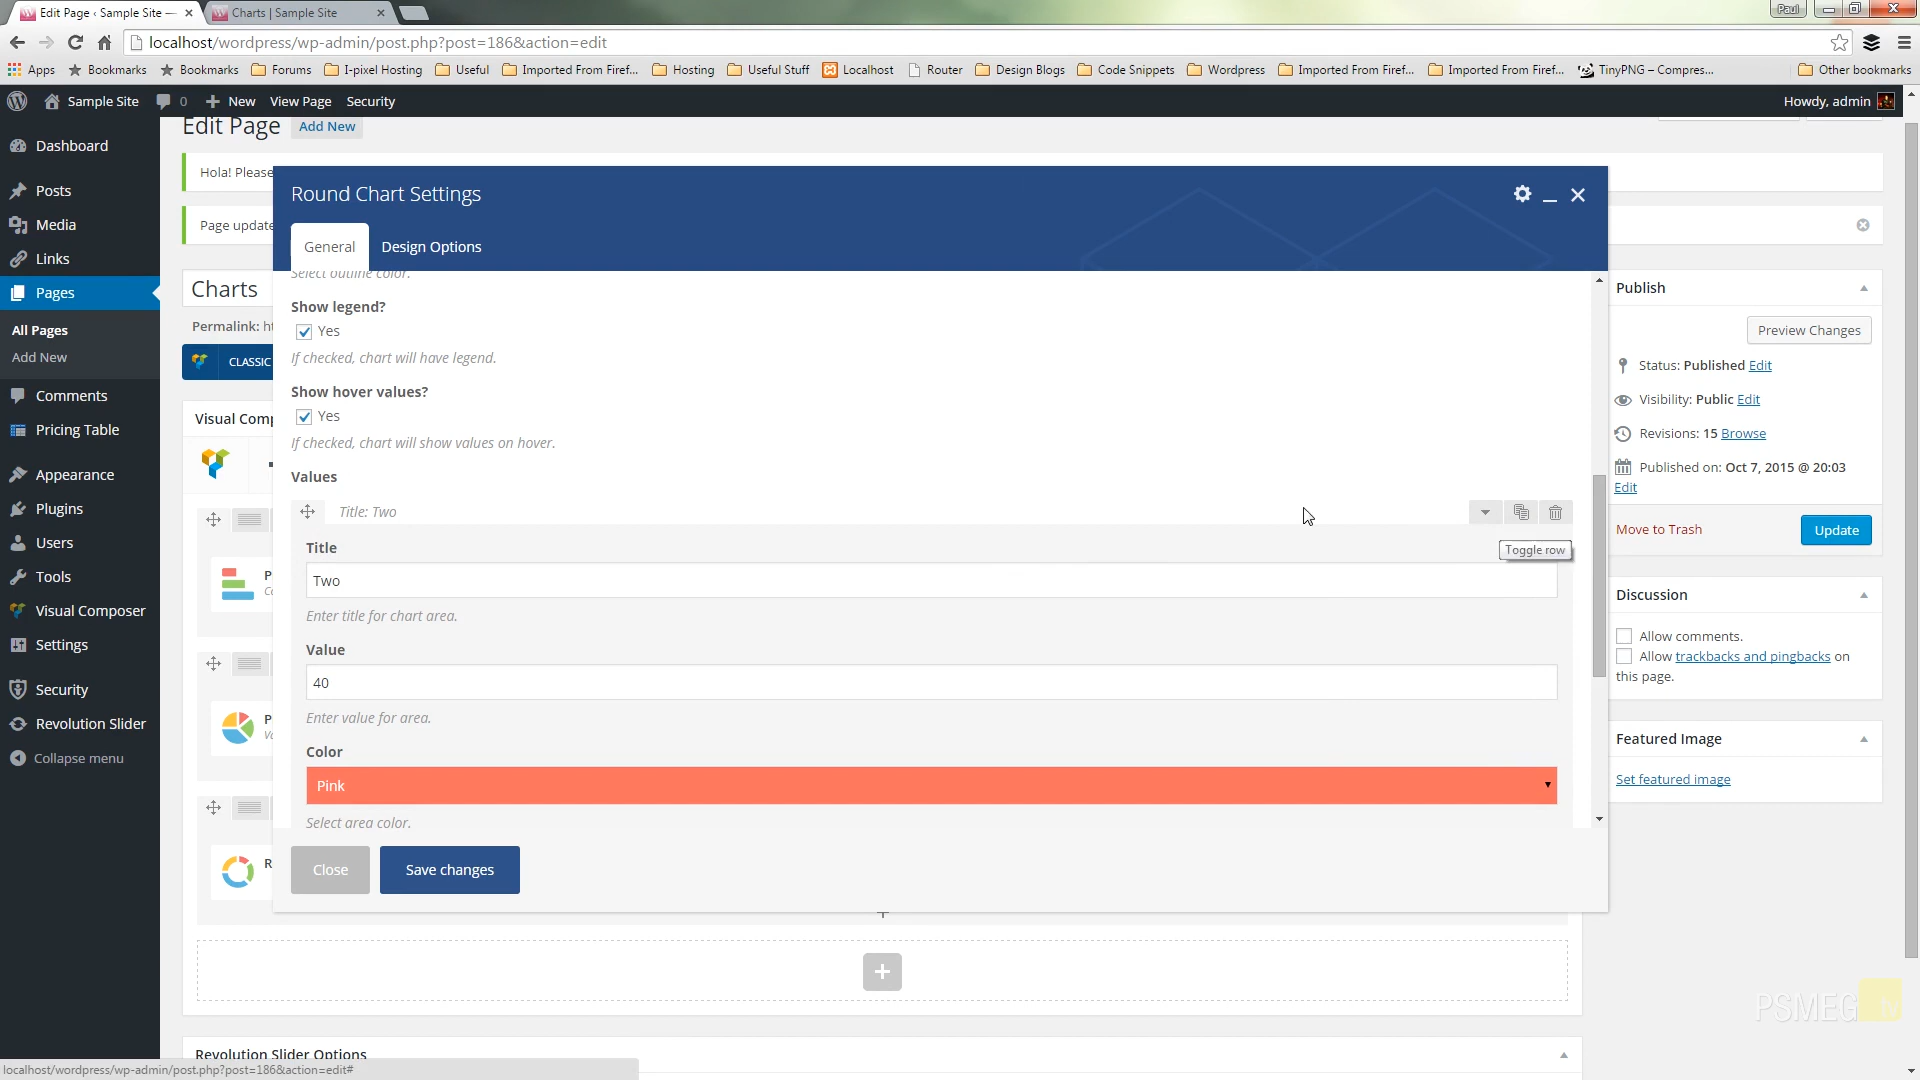 Edit Page ‹ Sample Site —
Charts | Sample Site
Paul
localhost/wordpress/wp-admin/post.php?post=186&action=edit
Apps
Bookmarks
Bookmarks
Forums
I-pixel Hosting
Useful
Imported From Firef...
Hosting
Useful Stuff
Localhost
Router
Design Blogs
Code Snippets
Wordpress
Imported From Firef...
Imported From Firef...
TinyPNG – Compres...
Other bookmarks
Sample Site
0
New
View Page
Security
Howdy, admin
Dashboard
Posts
Media
Links
Pages
All Pages
Add New
Comments
Pricing Table
Appearance
Plugins
Users
Tools
Visual Composer
Settings
Security
Revolution Slider
Collapse menu
Edit Page
Add New
Hola! Please
Page update
Charts
Permalink: ht
CLASSIC
Visual Comp
P
Co
P
Va
R
Round Chart Settings
General
Design Options
Select outline color.
Show legend?
Yes
If checked, chart will have legend.
Show hover values?
Yes
If checked, chart will show values on hover.
Values
Title: Two
Toggle row
Title
Two
Enter title for chart area.
Value
40
Enter value for area.
Color
Pink
Select area color.
Close
Save changes
Publish
Preview Changes
Status: Published Edit
Visibility: Public Edit
Revisions: 15 Browse
Published on: Oct 7, 2015 @ 20:03
Edit
Move to Trash
Update
Discussion
Allow comments.
Allow trackbacks and pingbacks on
this page.
Featured Image
Set featured image
Revolution Slider Options
localhost/wordpress/wp-admin/post.php?post=186&action=edit#
PSMEG tv